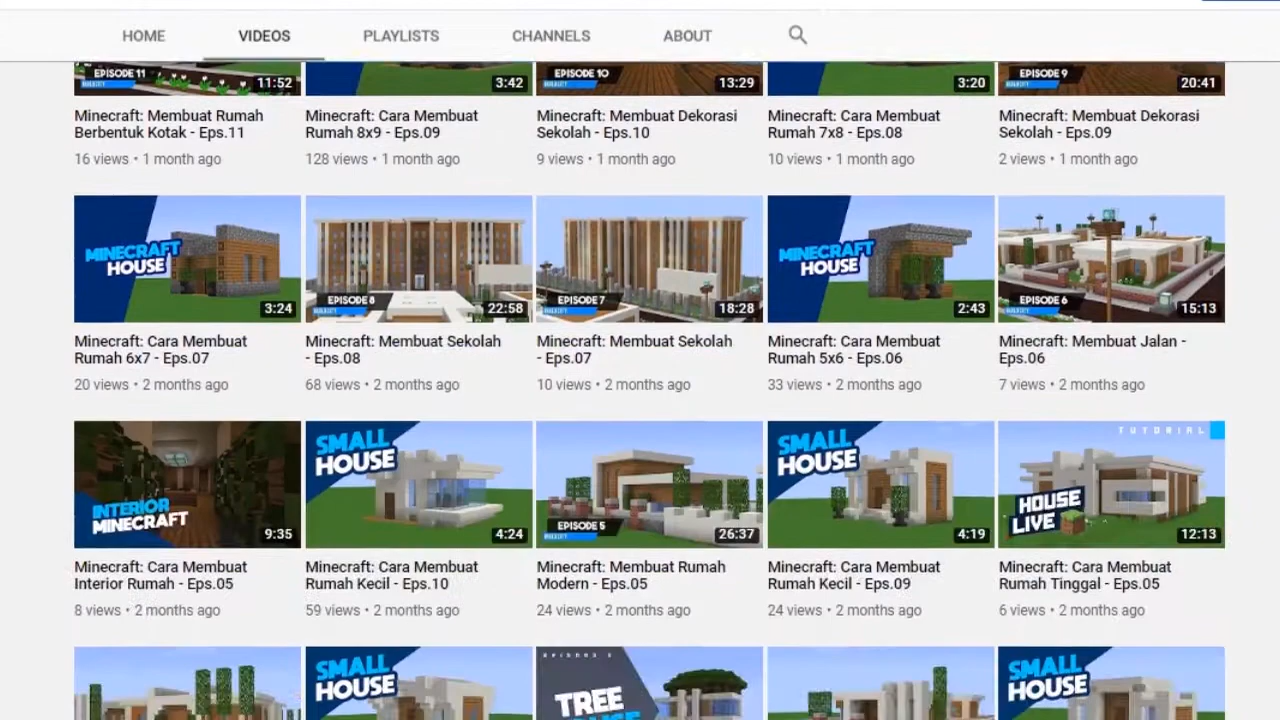 HOME VIDEOS PLAYLISTS CHANNELS ABOUT
EPISODE 11 11:52 3:42 EPISODE 10 13:29 3:20 EPISODE 9 20:41
Minecraft: Membuat Rumah
Berbentuk Kotak - Eps.11
16 views • 1 month ago
Minecraft: Cara Membuat
Rumah 8x9 - Eps.09
128 views • 1 month ago
Minecraft: Membuat Dekorasi
Sekolah - Eps.10
9 views • 1 month ago
Minecraft: Cara Membuat
Rumah 7x8 - Eps.08
10 views • 1 month ago
Minecraft: Membuat Dekorasi
Sekolah - Eps.09
2 views • 1 month ago
MINECRAFT
HOUSE
3:24
Minecraft: Cara Membuat
Rumah 6x7 - Eps.07
20 views • 2 months ago
EPISODE 8
22:58
Minecraft: Membuat Sekolah
- Eps.08
68 views • 2 months ago
EPISODE 7
18:28
Minecraft: Membuat Sekolah
- Eps.07
10 views • 2 months ago
MINECRAFT
HOUSE
2:43
Minecraft: Cara Membuat
Rumah 5x6 - Eps.06
33 views • 2 months ago
EPISODE 6
15:13
Minecraft: Membuat Jalan -
Eps.06
7 views • 2 months ago
INTERIOR
MINECRAFT
9:35
Minecraft: Cara Membuat
Interior Rumah - Eps.05
8 views • 2 months ago
SMALL
HOUSE
4:24
Minecraft: Cara Membuat
Rumah Kecil - Eps.10
59 views • 2 months ago
EPISODE 5
26:37
Minecraft: Membuat Rumah
Modern - Eps.05
24 views • 2 months ago
SMALL
HOUSE
4:19
Minecraft: Cara Membuat
Rumah Kecil - Eps.09
24 views • 2 months ago
TUTORIAL
HOUSE
LIVE
12:13
Minecraft: Cara Membuat
Rumah Tinggal - Eps.05
6 views • 2 months ago
SMALL
HOUSE
TREE
SMALL
HOUSE